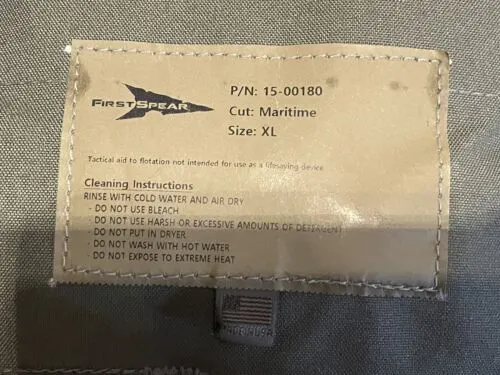 FIRSTSPEAR
P/N: 15-00180
Cut: Maritime
Size: XL
Tactical aid to flotation not intended for use as a lifesaving device
Cleaning Instructions
RINSE WITH COLD WATER AND AIR DRY
- DO NOT USE BLEACH
- DO NOT USE HARSH OR EXCESSIVE AMOUNTS OF DETERGENT
- DO NOT PUT IN DRYER
- DO NOT WASH WITH HOT WATER
- DO NOT EXPOSE TO EXTREME HEAT